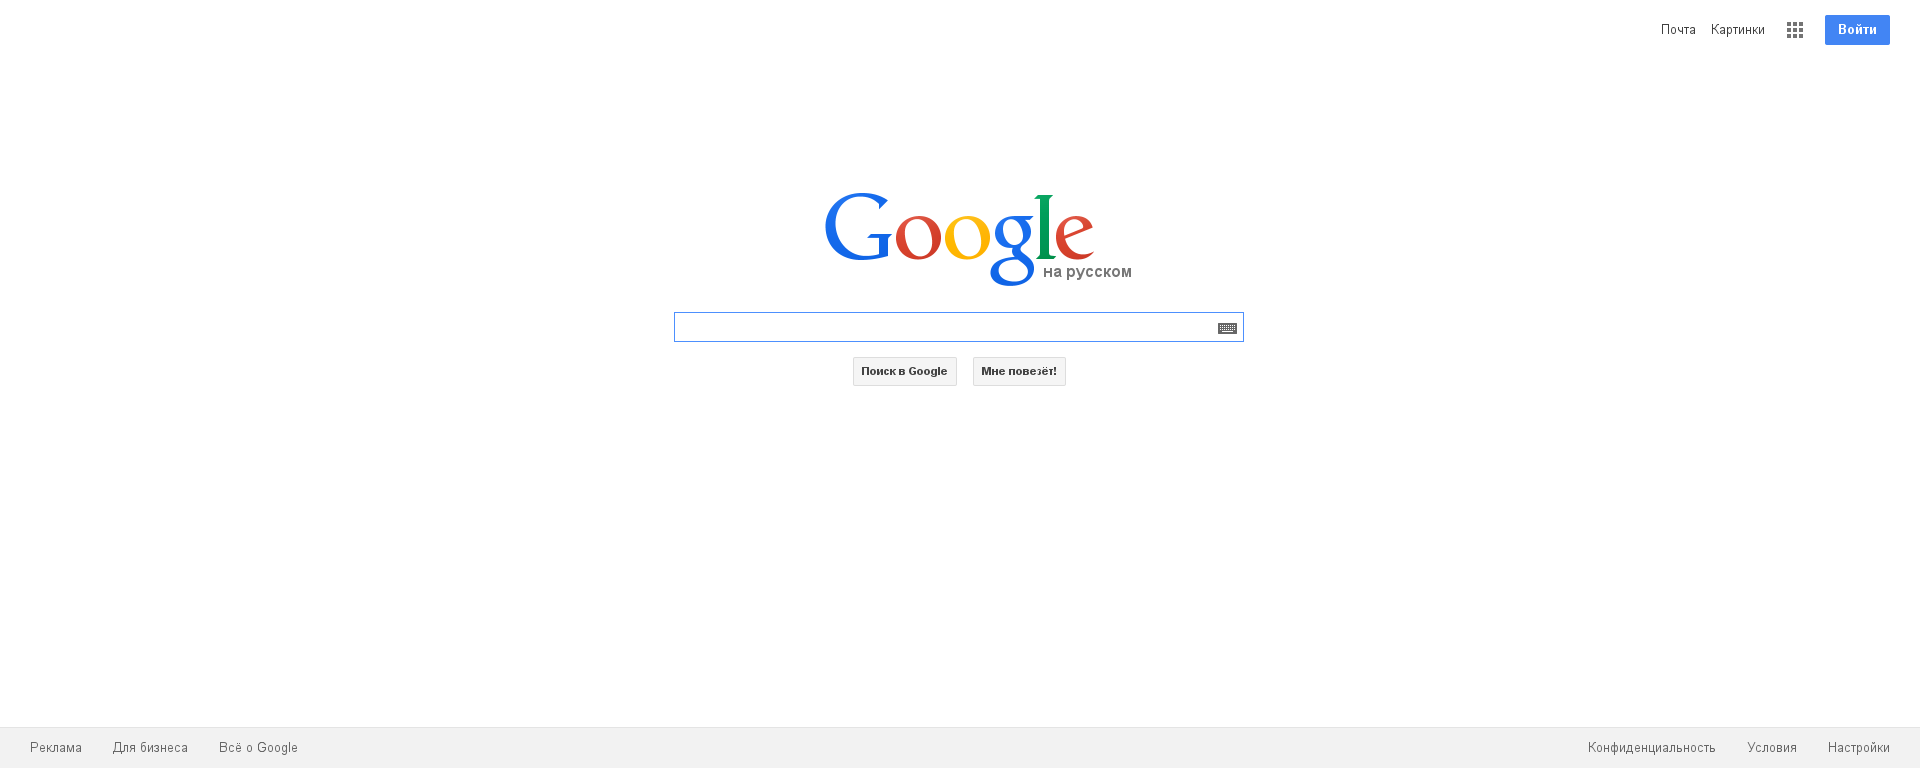 Почта Картинки Войти
Google
на русском
Поиск в Google Мне повезёт!
Реклама Для бизнеса Всё о Google Конфиденциальность Условия Настройки